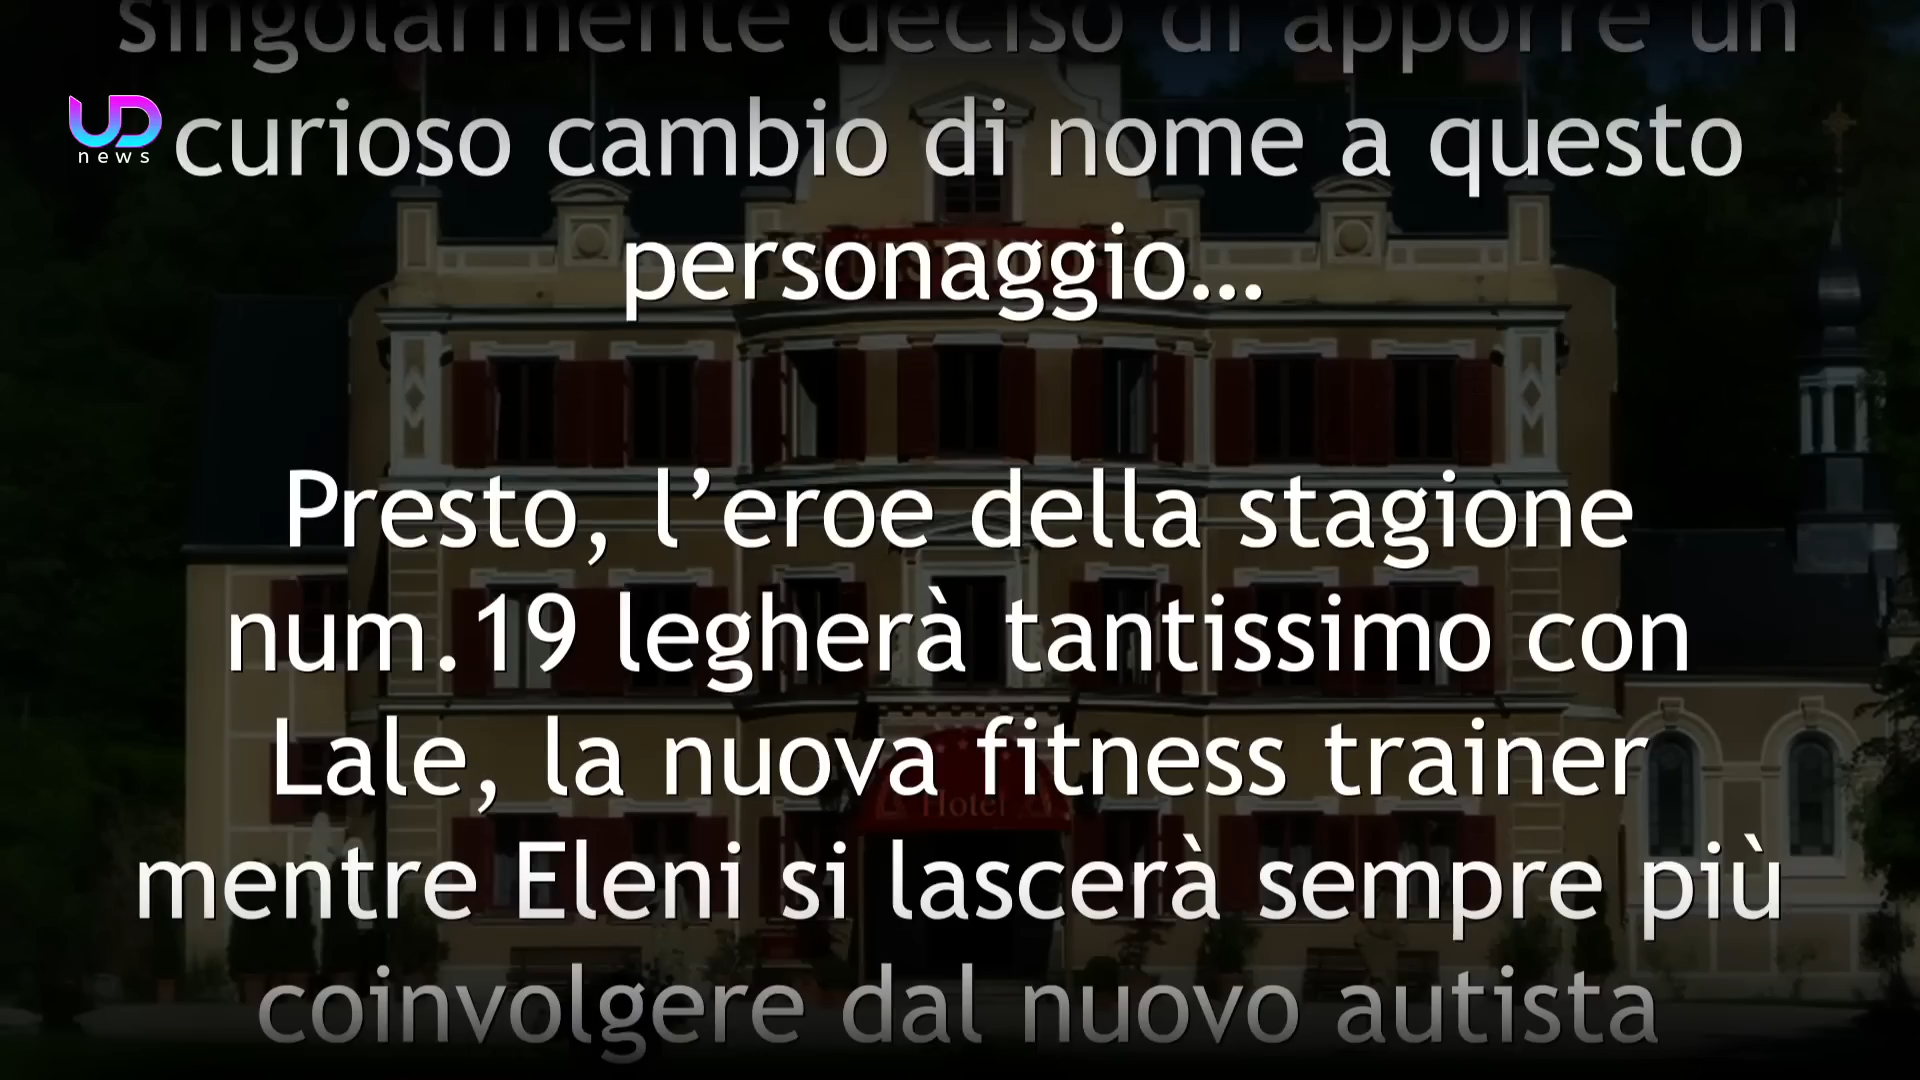 singolarmente deciso di apporre un
UD
news
curioso cambio di nome a questo
personaggio...
Presto, l’eroe della stagione
num.19 legherà tantissimo con
Lale, la nuova fitness trainer
Hotel
mentre Eleni si lascerà sempre più
coinvolgere dal nuovo autista